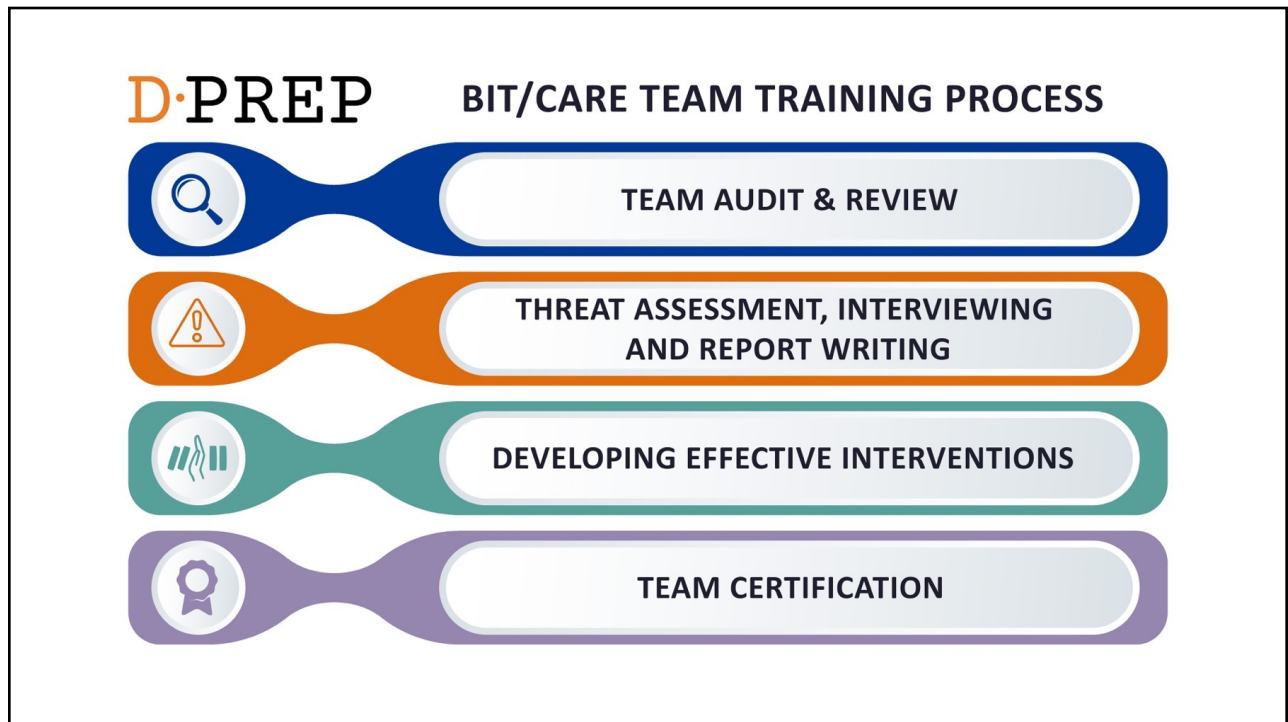 D·PREP
BIT/CARE TEAM TRAINING PROCESS
TEAM AUDIT & REVIEW
THREAT ASSESSMENT, INTERVIEWING
AND REPORT WRITING
DEVELOPING EFFECTIVE INTERVENTIONS
TEAM CERTIFICATION